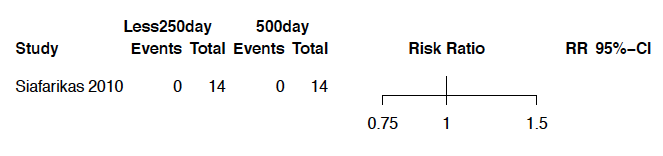 Less250day 500day
Study Events Total Events Total Risk Ratio RR 95%−CI
Siafarikas 2010 0 14 0 14
0.75 1 1.5